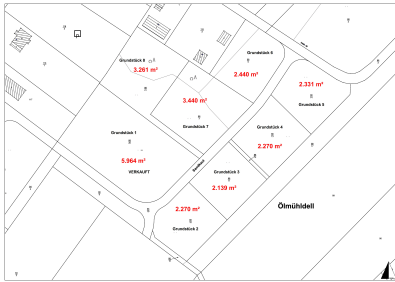 Grundstück 6
2.440 m²
Grundstück 8
3.261 m²
2.331 m²
Grundstück 5
3.440 m²
Grundstück 7
Grundstück 4
2.270 m²
Grundstück 1
5.964 m²
VERKAUFT
Grundstück 3
2.139 m²
2.270 m²
Grundstück 2
Ölmühldell